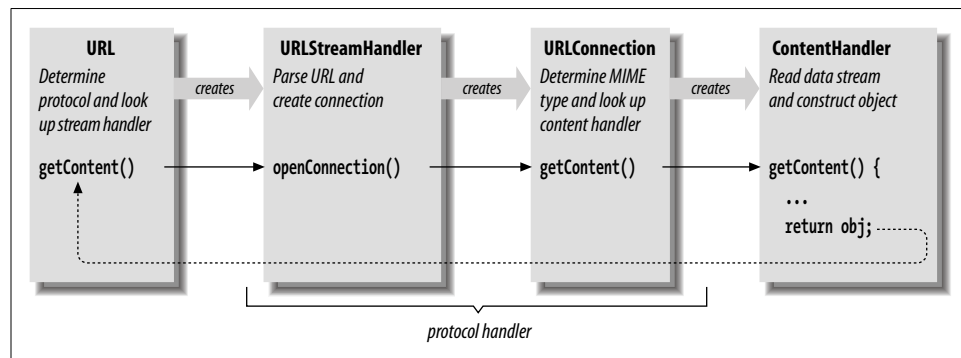 URL
Determine
protocol and look
up stream handler
getContent()
creates
URLStreamHandler
Parse URL and
create connection
openConnection()
creates
URLConnection
Determine MIME
type and look up
content handler
getContent()
creates
ContentHandler
Read data stream
and construct object
getContent() {
...
return obj;
protocol handler